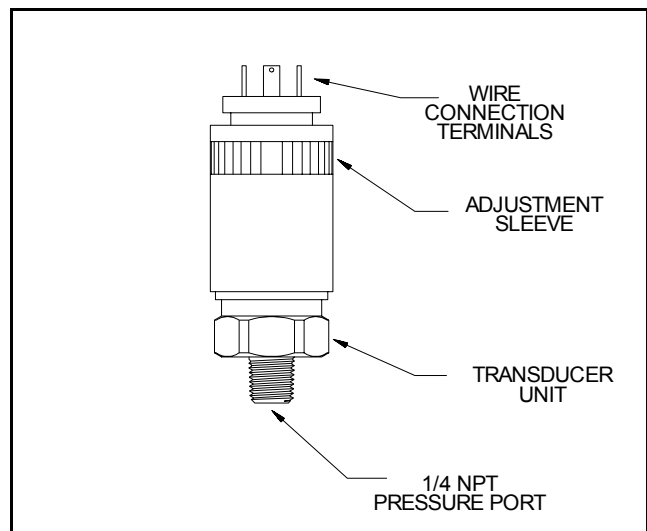 WIRE
CONNECTION
TERMINALS
ADJUSTMENT
SLEEVE
TRANSDUCER
UNIT
1/4 NPT
PRESSURE PORT